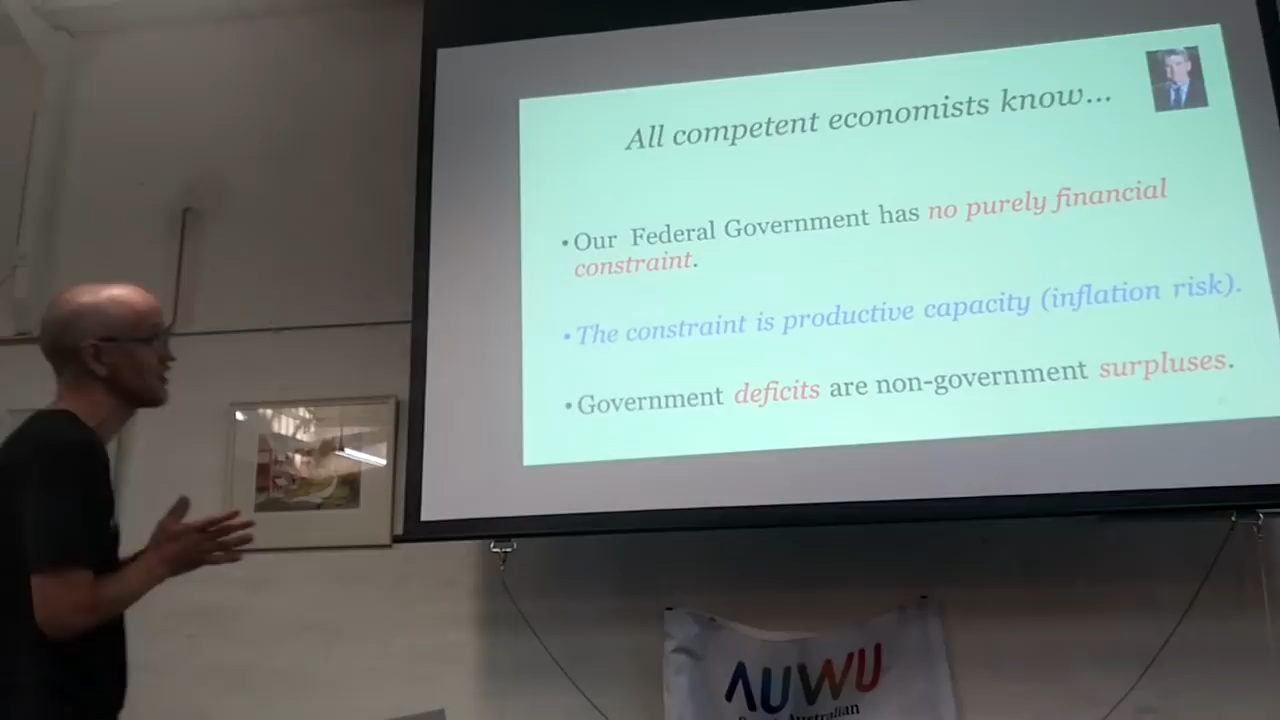 All competent economists know...
•Our Federal Government has no purely financial
constraint.
•The constraint is productive capacity (inflation risk).
•Government deficits are non-government surpluses.
AUWU
Australian